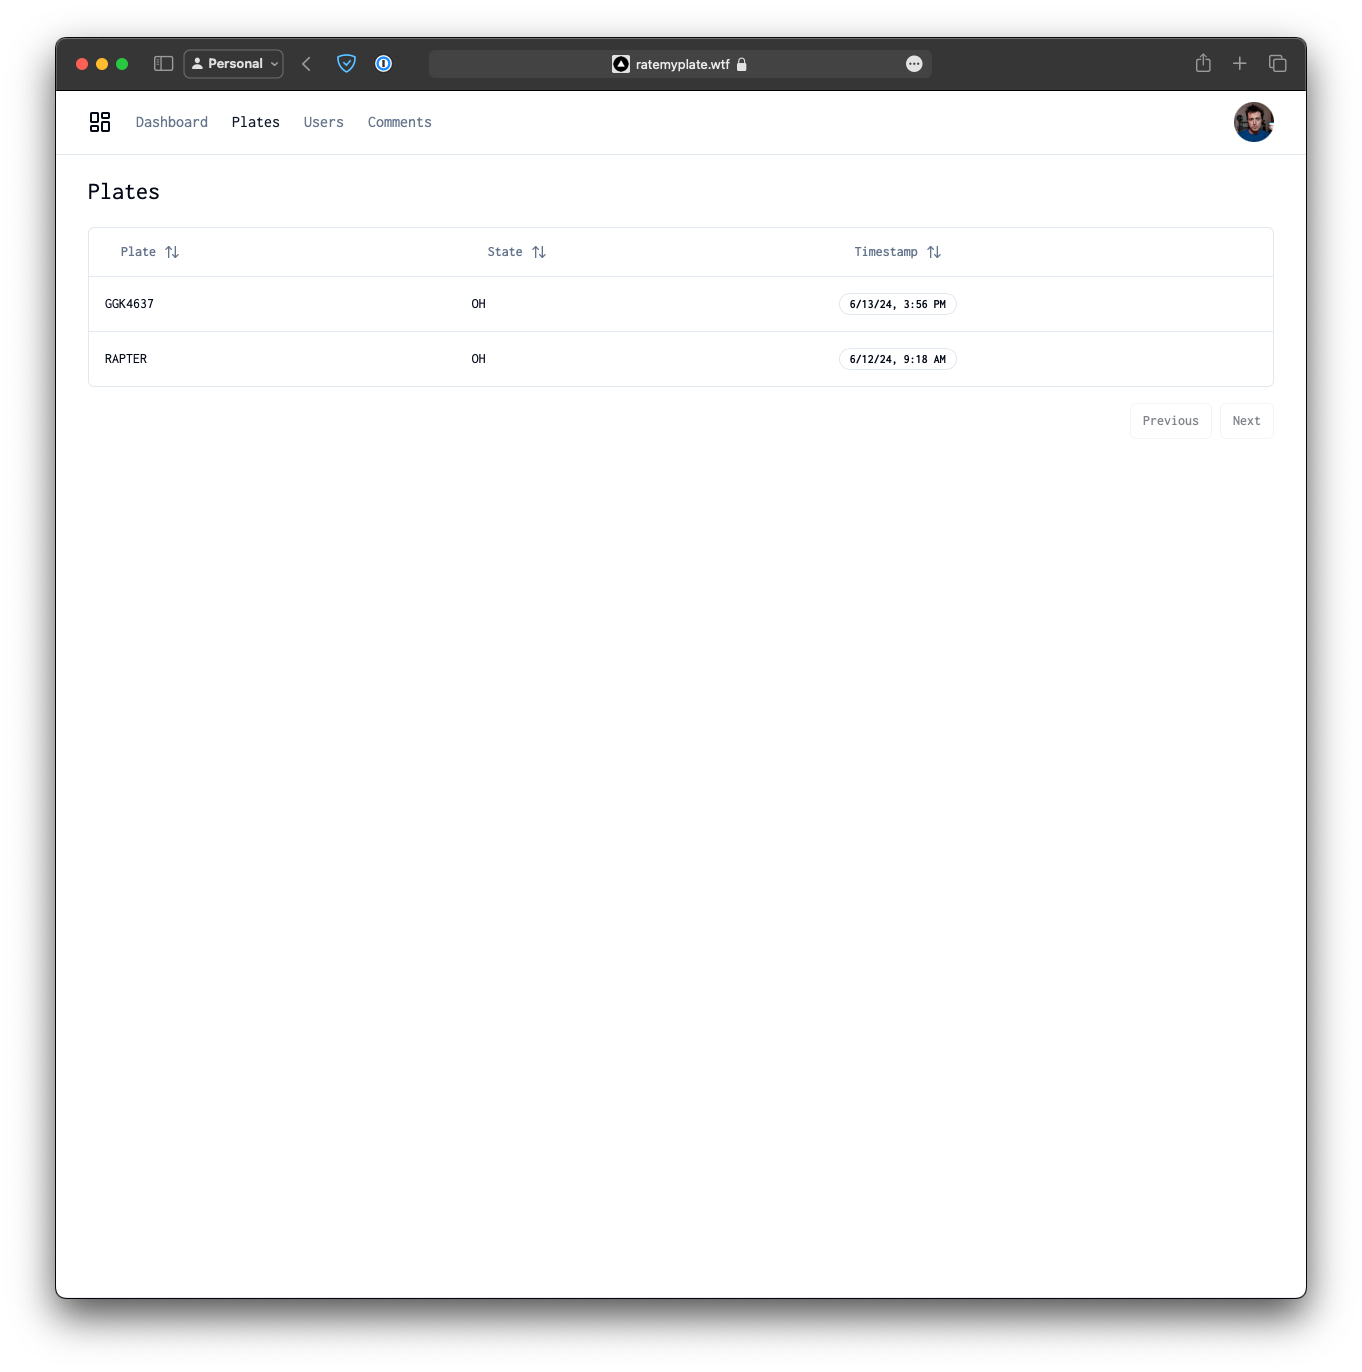 Personal
ratemyplate.wtf
Dashboard Plates Users Comments
Plates
Plate State Timestamp
GGK4637 OH 6/13/24, 3:56 PM
RAPTER OH 6/12/24, 9:18 AM
Previous Next